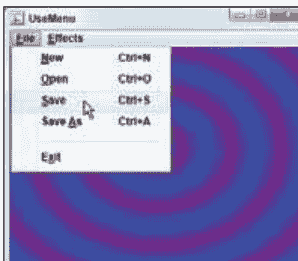 UseMenu
File Effects
New Ctrl+N
Open Ctrl+O
Save Ctrl+S
Save As Ctrl+A
Exit